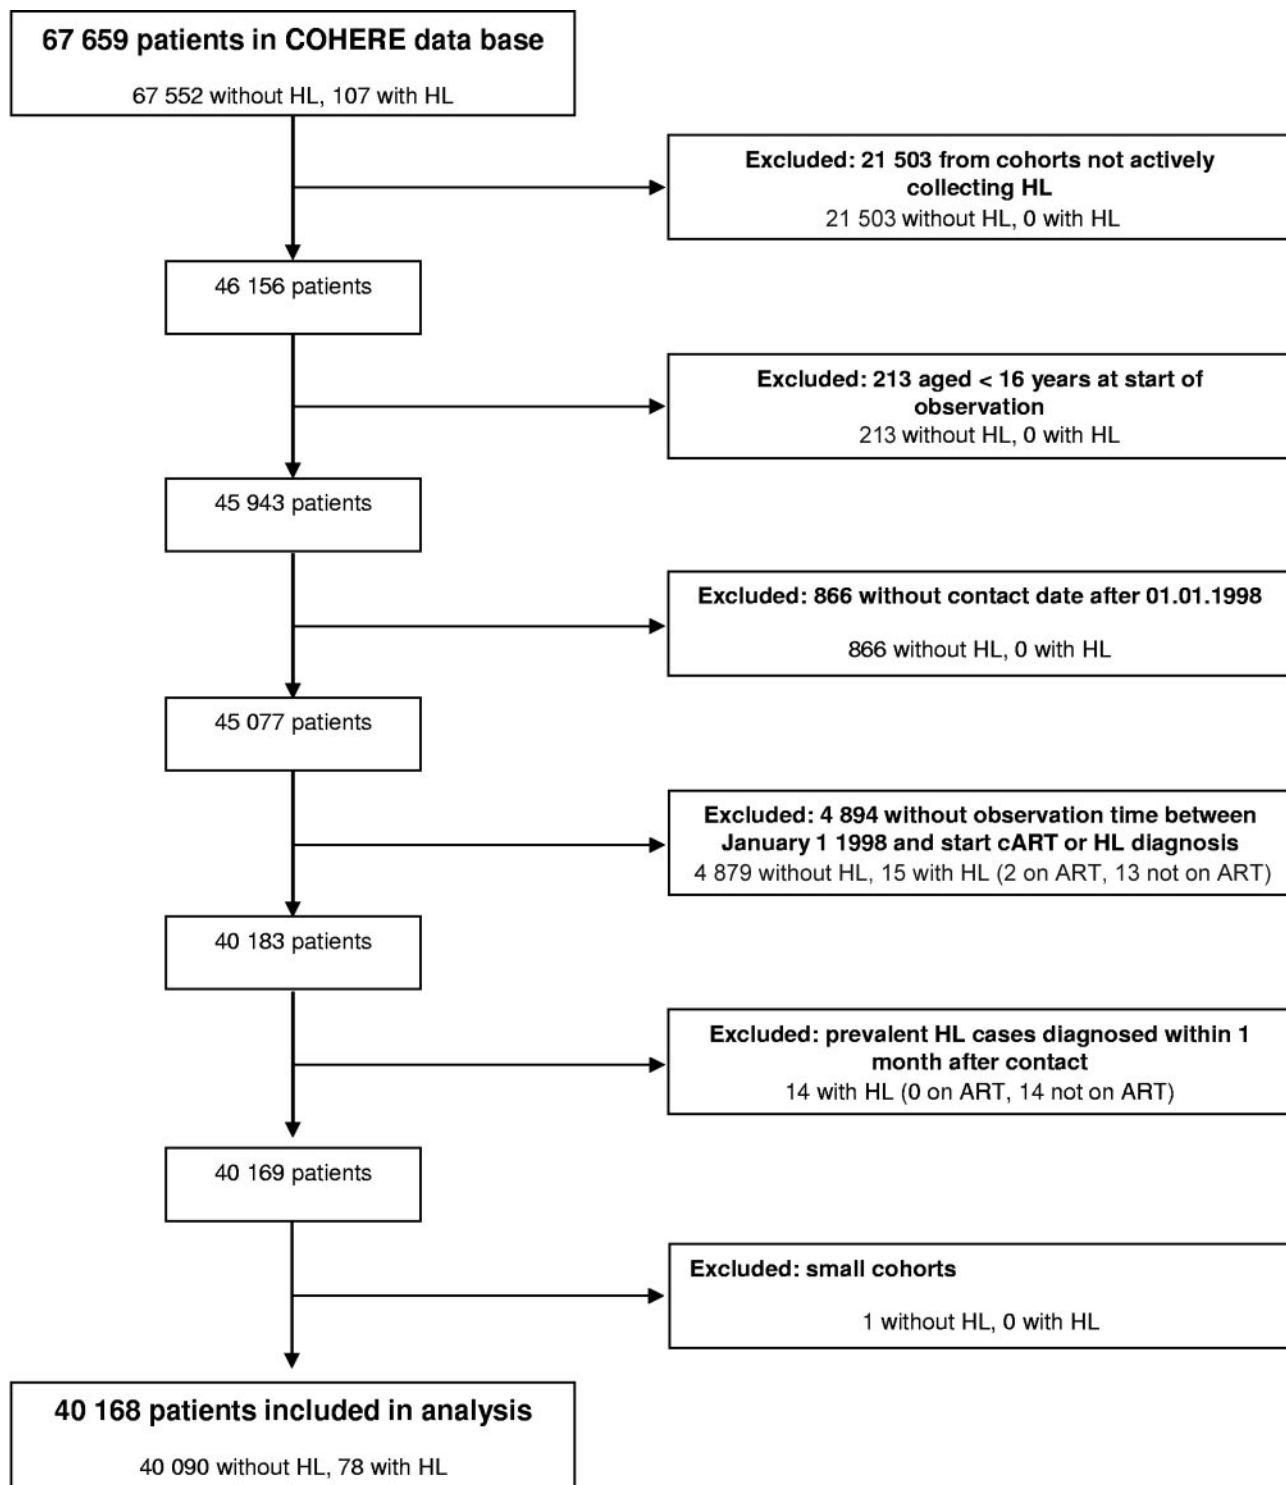 67 659 patients in COHERE data base
67 552 without HL, 107 with HL
Excluded: 21 503 from cohorts not actively
collecting HL
21 503 without HL, 0 with HL
46 156 patients
Excluded: 213 aged < 16 years at start of
observation
213 without HL, 0 with HL
45 943 patients
Excluded: 866 without contact date after 01.01.1998
866 without HL, 0 with HL
45 077 patients
Excluded: 4 894 without observation time between
January 1 1998 and start cART or HL diagnosis
4 879 without HL, 15 with HL (2 on ART, 13 not on ART)
40 183 patients
Excluded: prevalent HL cases diagnosed within 1
month after contact
14 with HL (0 on ART, 14 not on ART)
40 169 patients
Excluded: small cohorts
1 without HL, 0 with HL
40 168 patients included in analysis
40 090 without HL, 78 with HL